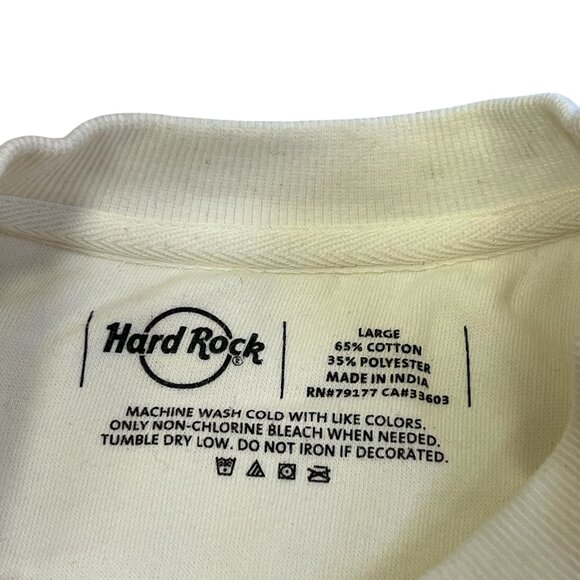 Hard Rock®
LARGE
65% COTTON
35% POLYESTER
MADE IN INDIA
RN#79177 CA#33603
MACHINE WASH COLD WITH LIKE COLORS.
ONLY NON-CHLORINE BLEACH WHEN NEEDED.
TUMBLE DRY LOW. DO NOT IRON IF DECORATED.